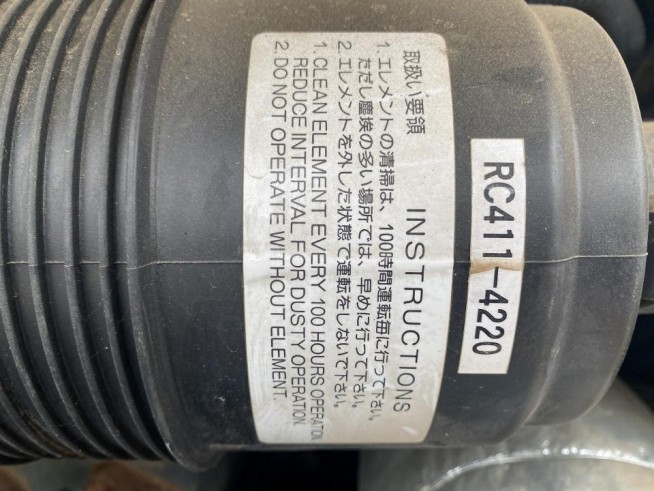 RC411-4220
取扱い要領 INSTRUCTIONS
1. エレメントの清掃は、100時間運転毎に行って下さい。
ただし塵埃の多い場所では、早めに行って下さい。
2. エレメントを外した状態で運転をしないで下さい。
1. CLEAN ELEMENT EVERY 100 HOURS OPERATION
REDUCE INTERVAL FOR DUSTY OPERATION.
2. DO NOT OPERATE WITHOUT ELEMENT.